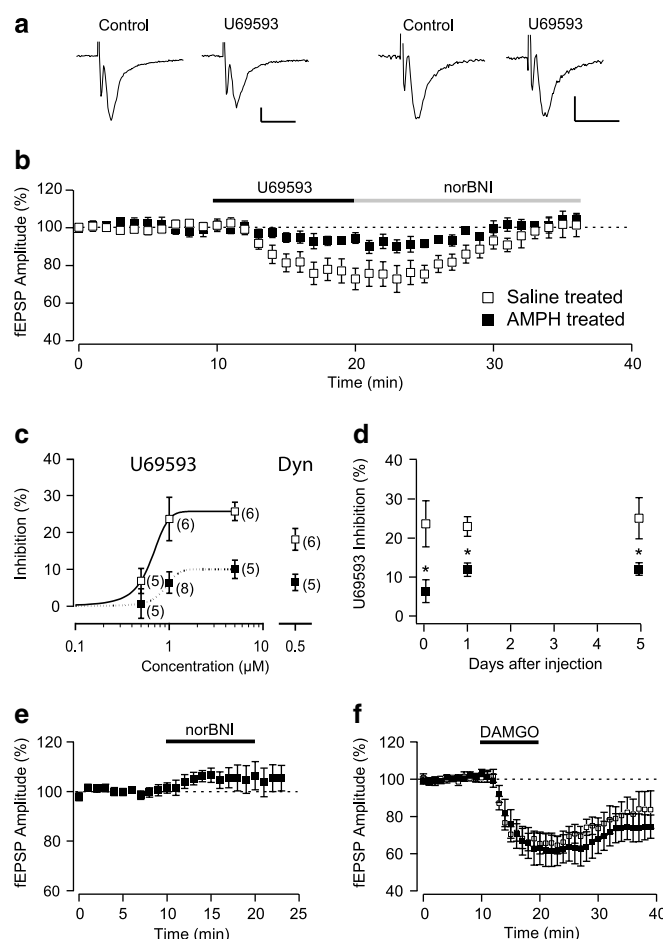 a
Control
U69593
Control
U69593
b
U69593
norBNI
fEPSP Amplitude (%)
120
100
80
60
40
Saline treated
AMPH treated
0
10
20
30
40
Time (min)
c
U69593
Dyn
Inhibition (%)
40
30
20
10
0
(6)
(6)
(6)
(5)
(8)
(5)
(5)
(5)
0.1
1
10
0.5
Concentration (µM)
d
U69593 Inhibition (%)
40
30
20
10
0
*
*
*
0
1
2
3
4
5
Days after injection
e
norBNI
fEPSP Amplitude (%)
120
100
80
60
0
5
10
15
20
25
Time (min)
f
DAMGO
fEPSP Amplitude (%)
120
100
80
60
40
0
10
20
30
40
Time (min)